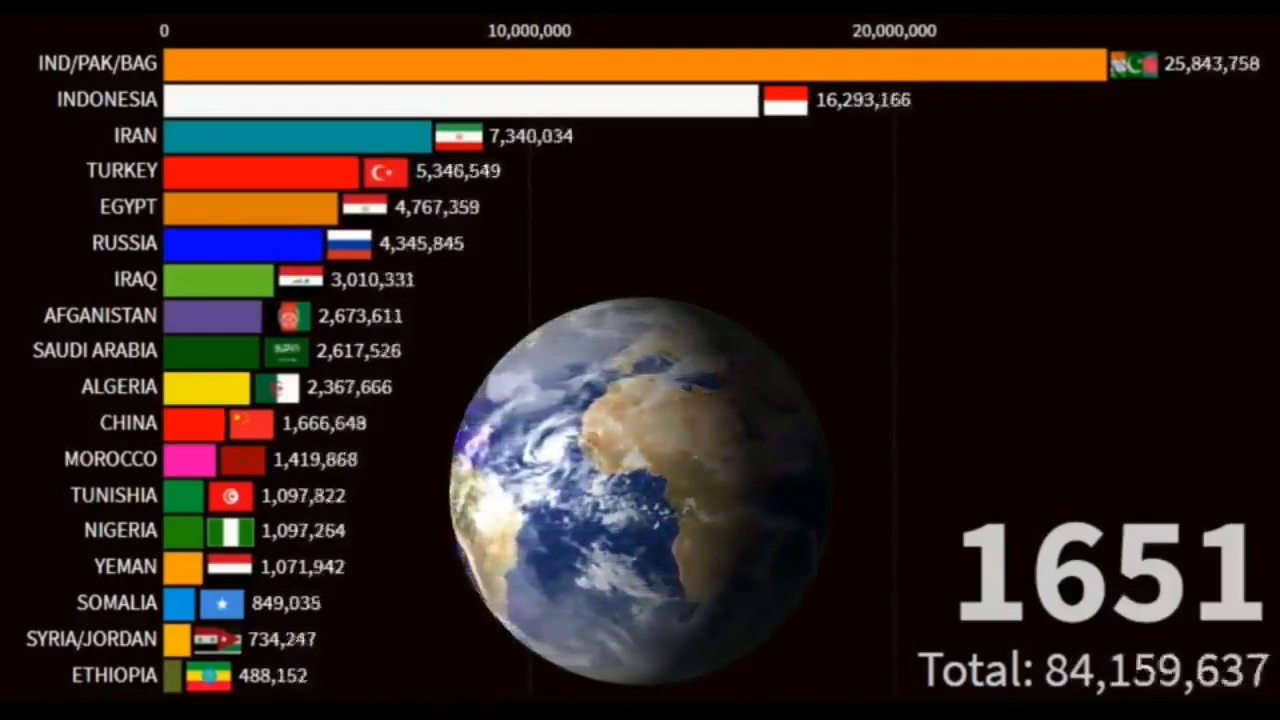 0 10,000,000 20,000,000
IND/PAK/BAG 25,843,758
INDONESIA 16,293,166
IRAN 7,340,034
TURKEY 5,346,549
EGYPT 4,767,359
RUSSIA 4,345,845
IRAQ 3,010,331
AFGANISTAN 2,673,611
SAUDI ARABIA 2,617,526
ALGERIA 2,367,666
CHINA 1,666,648
MOROCCO 1,419,868
TUNISHIA 1,097,822
NIGERIA 1,097,264
YEMAN 1,071,942
SOMALIA 849,035
SYRIA/JORDAN 734,247
ETHIOPIA 488,152
1651
Total: 84,159,637